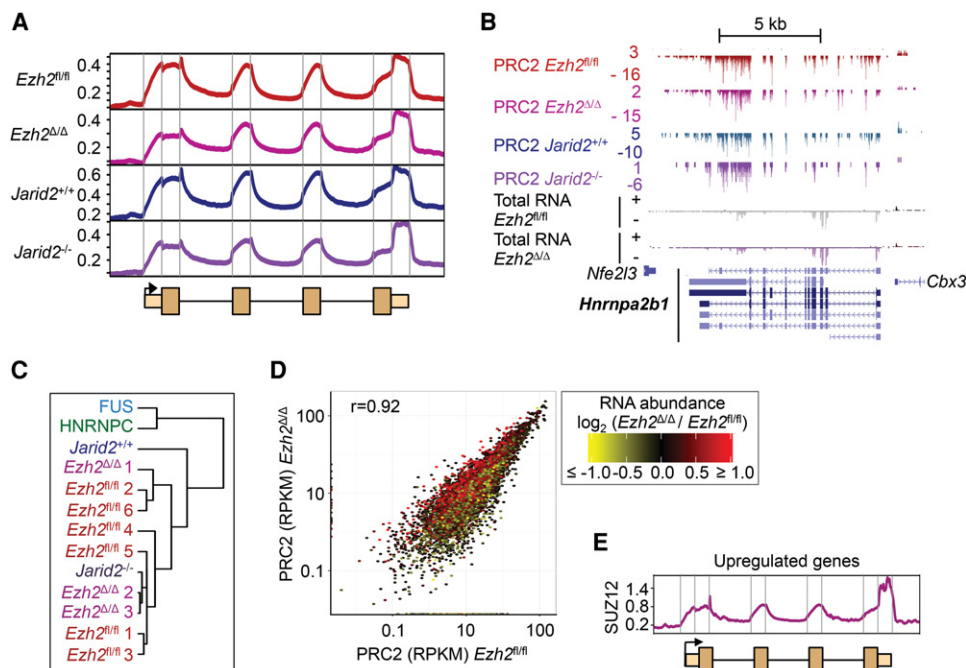 A
Ezh2fl/fl
0.4
0.2
Ezh2Δ/Δ
0.4
0.2
Jarid2+/+
0.6
0.4
0.2
Jarid2-/-
0.4
0.2
B
5 kb
PRC2 Ezh2fl/fl
3
- 16
PRC2 Ezh2Δ/Δ
2
-15
PRC2 Jarid2+/+
5
-10
PRC2 Jarid2-/-
1
-6
Total RNA
Ezh2fl/fl
+
-
Total RNA
Ezh2Δ/Δ
+
-
Nfe2l3
Cbx3
Hnrnpa2b1
C
FUS
HNRNPC
Jarid2+/+
Ezh2Δ/Δ 1
Ezh2fl/fl 2
Ezh2fl/fl 6
Ezh2fl/fl 4
Ezh2fl/fl 5
Jarid2-/-
Ezh2Δ/Δ 2
Ezh2Δ/Δ 3
Ezh2fl/fl 1
Ezh2fl/fl 3
D
r=0.92
PRC2 (RPKM) Ezh2Δ/Δ
100
10
0.1
0.1 10 100
PRC2 (RPKM) Ezh2fl/fl
RNA abundance
log2 (Ezh2Δ/Δ / Ezh2fl/fl)
≤ -1.0 -0.5 0.0 0.5 ≥ 1.0
E
Upregulated genes
SUZ12
1.4
0.8
0.2